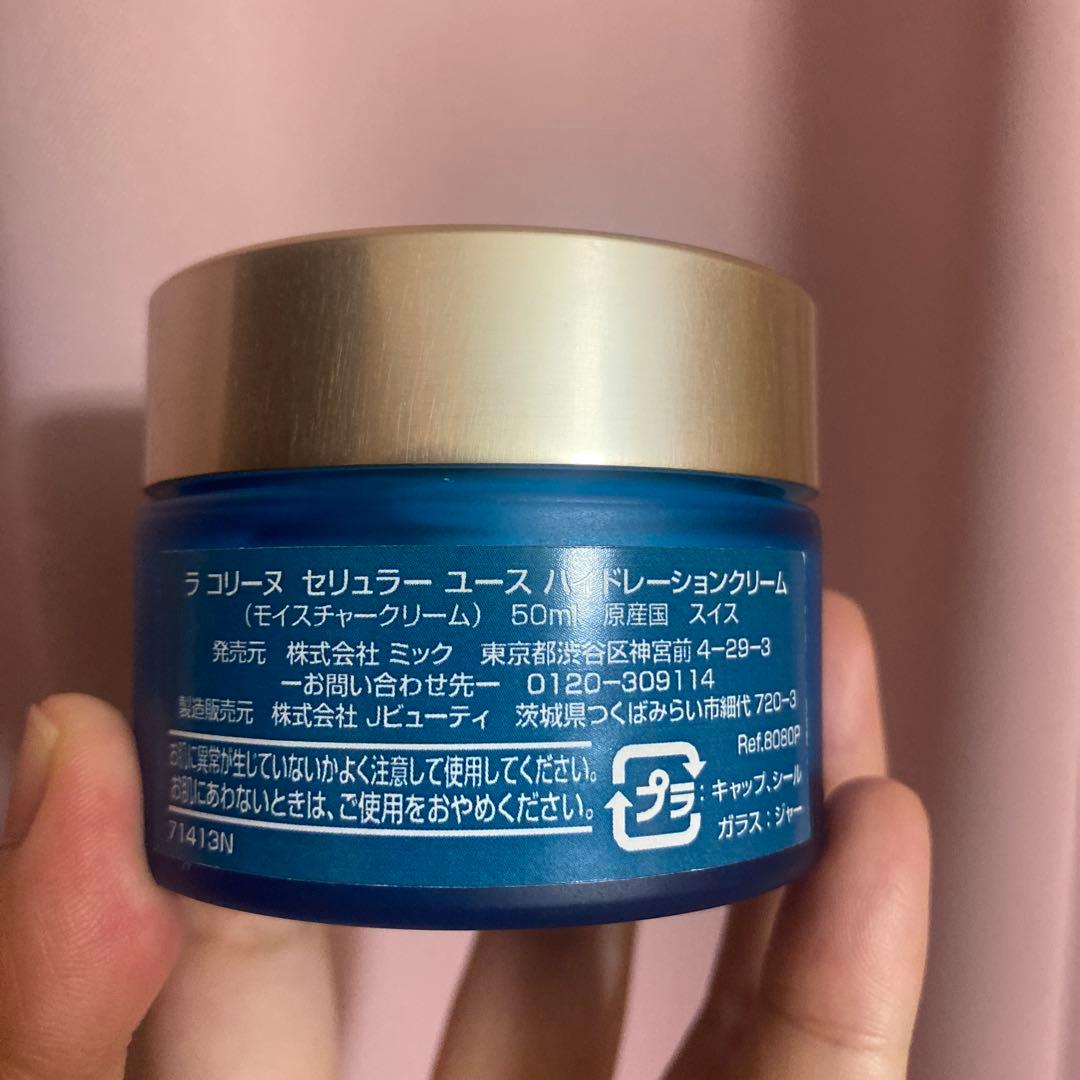 ラ コリーヌ セリュラー ユース ハイドレーションクリーム
（モイスチャークリーム） 50ml 原産国 スイス
発売元 株式会社 ミック 東京都渋谷区神宮前4-29-3
ーお問い合わせ先ー 0120-309114
製造販売元 株式会社 Jビューティ 茨城県つくばみらい市細代720-3
Ref.8080P
お肌に異常が生じていないかよく注意して使用してください。
お肌にあわないときは、ご使用をおやめください。
プラ：キャップ、シール
ガラス：ジャー
71413N